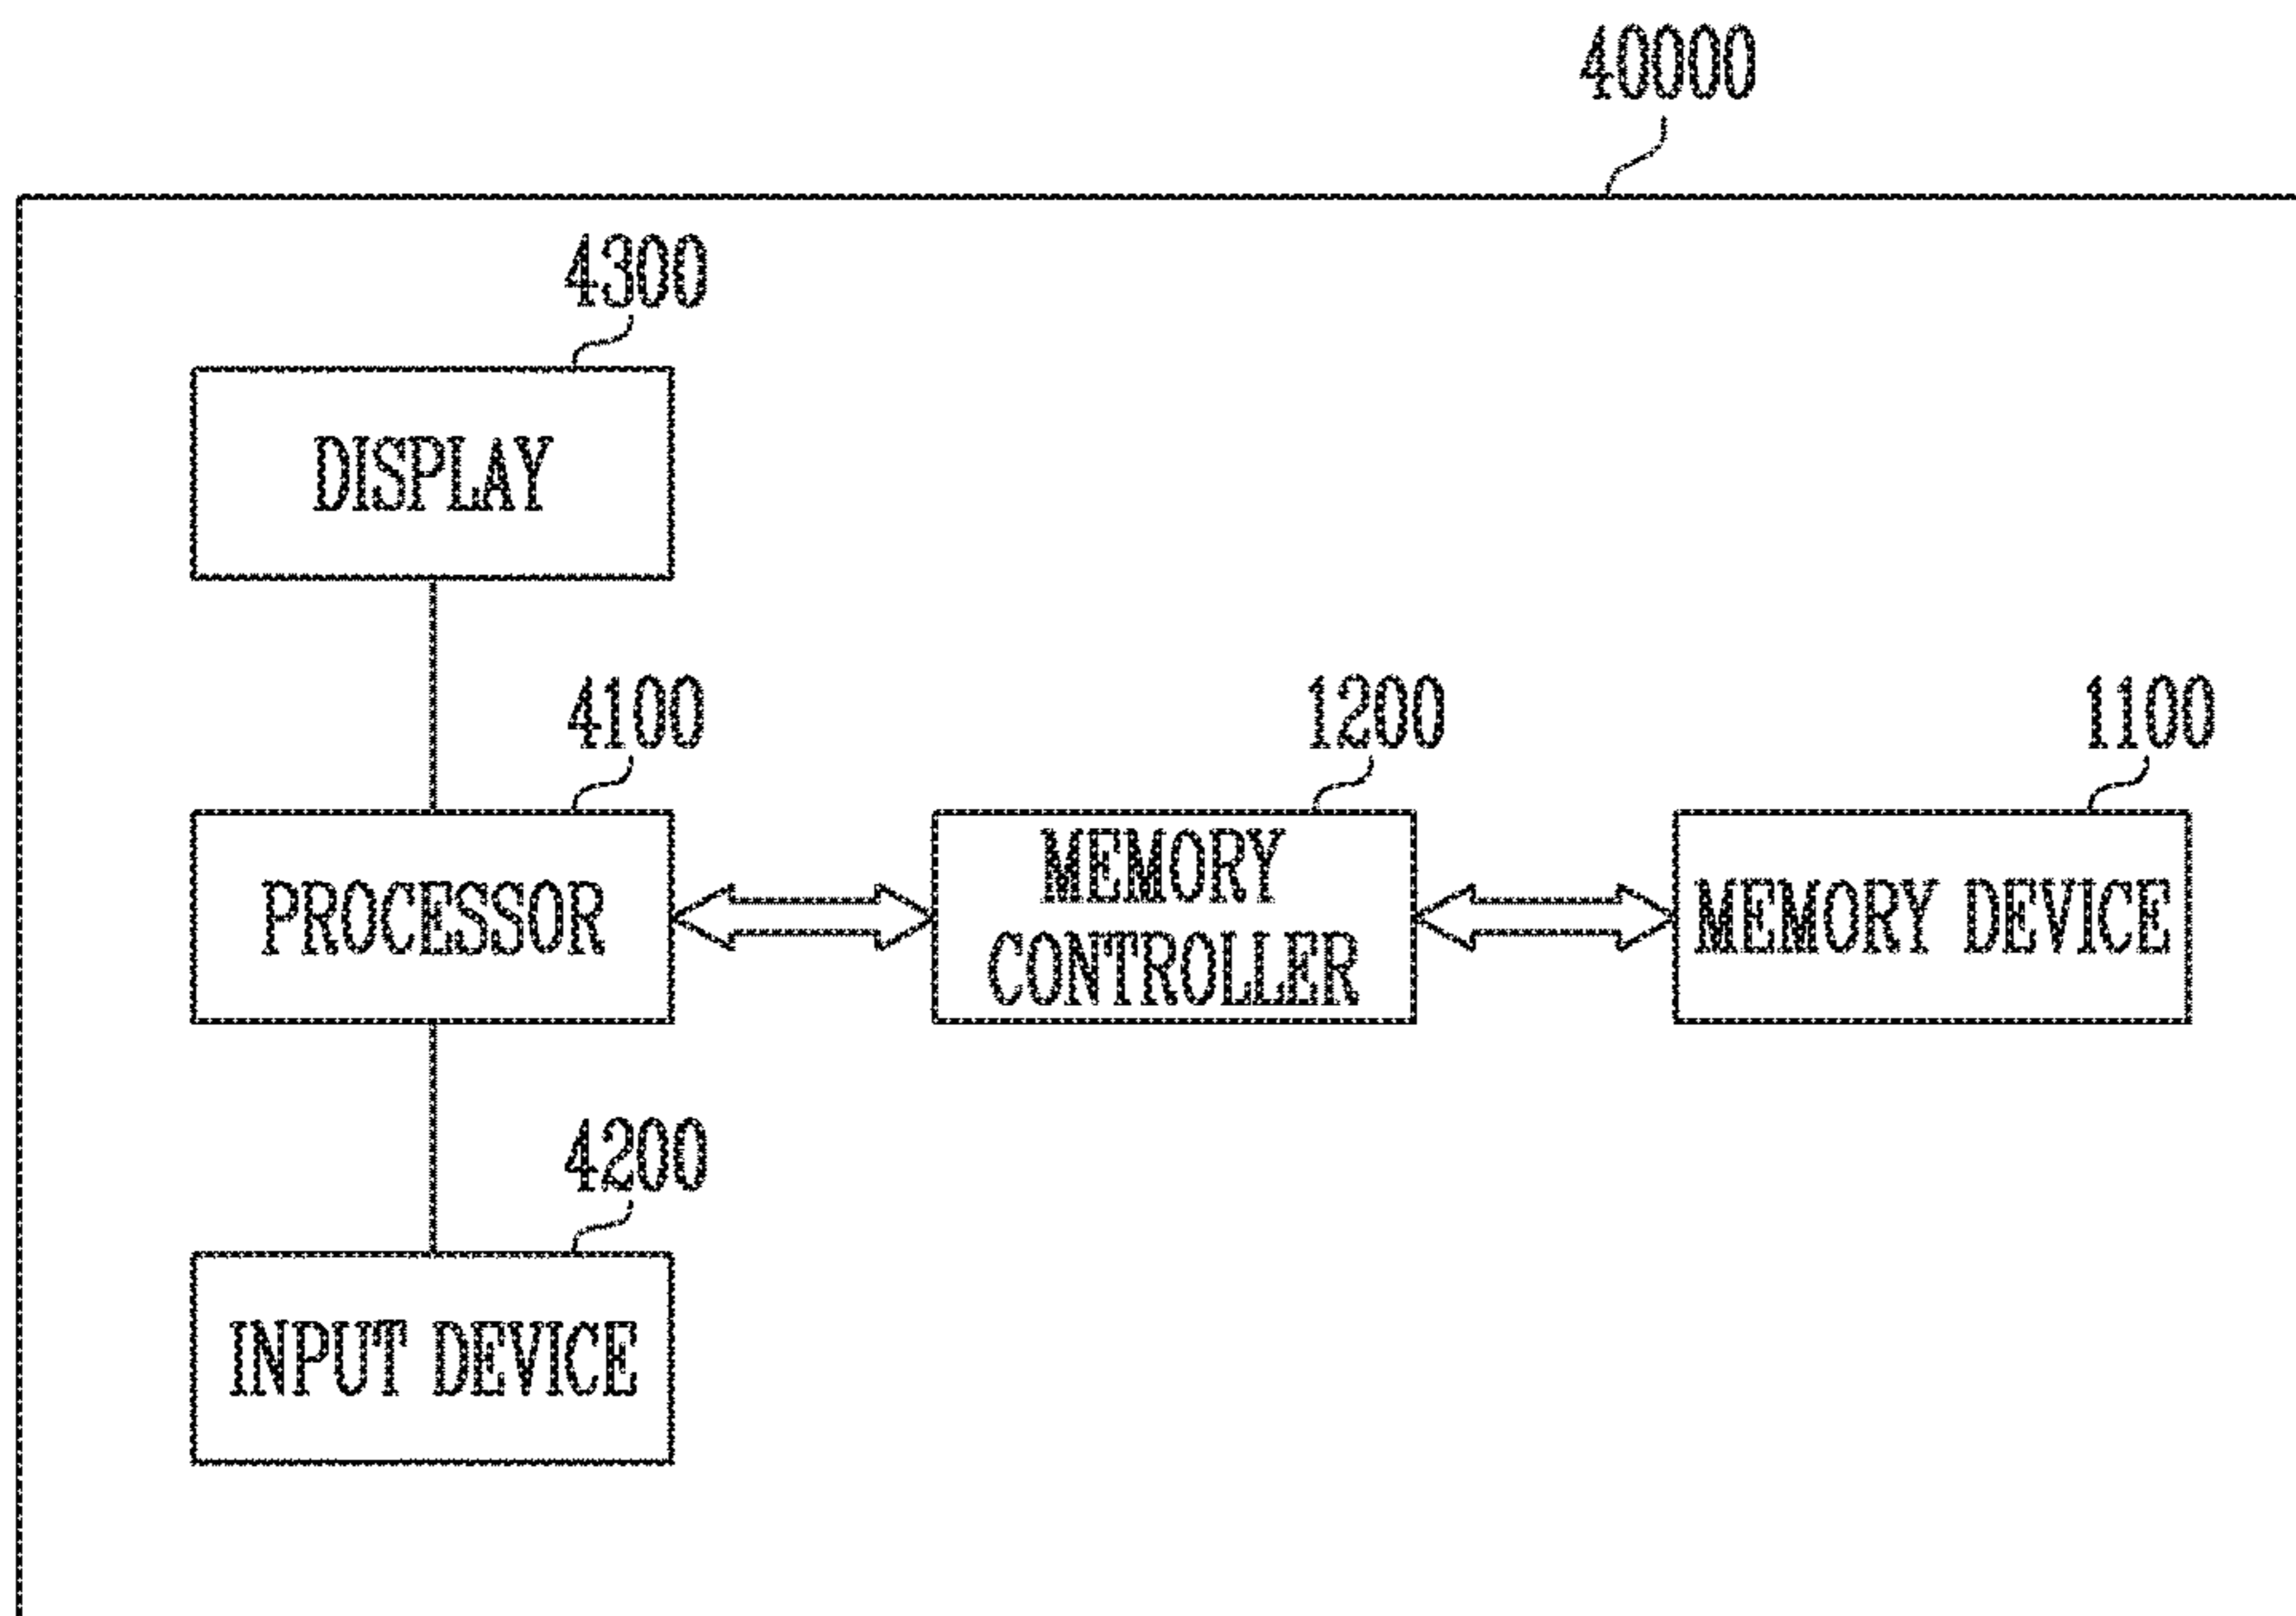 40000
4300
DISPLAY
4100
PROCESSOR
1200
MEMORY
CONTROLLER
1100
MEMORY DEVICE
4200
INPUT DEVICE